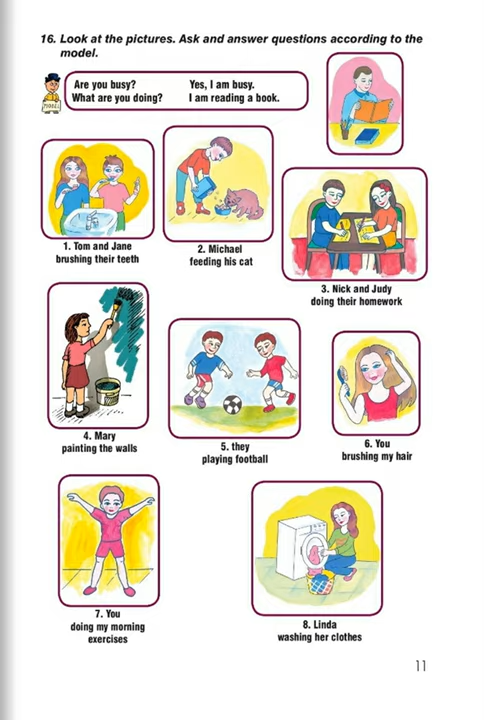 16. Look at the pictures. Ask and answer questions according to the
model.
Are you busy? Yes, I am busy.
What are you doing? I am reading a book.
MODEL
1. Tom and Jane
brushing their teeth
2. Michael
feeding his cat
3. Nick and Judy
doing their homework
4. Mary
painting the walls
5. they
playing football
6. You
brushing my hair
7. You
doing my morning
exercises
8. Linda
washing her clothes
11